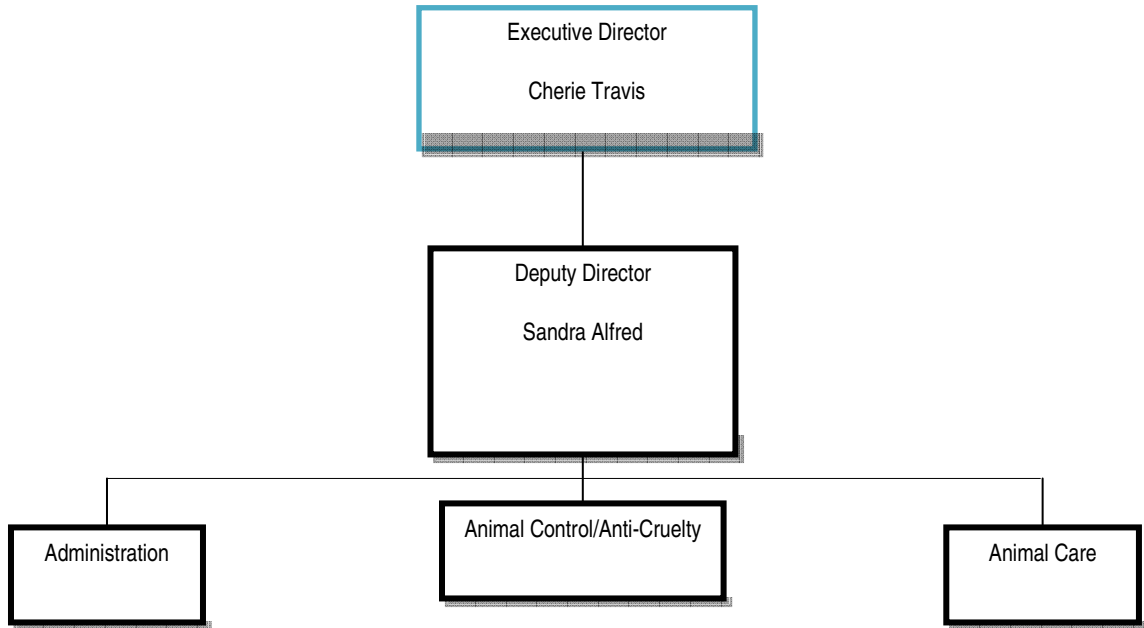 Executive Director
Cherie Travis
Deputy Director
Sandra Alfred
Administration
Animal Control/Anti-Cruelty
Animal Care